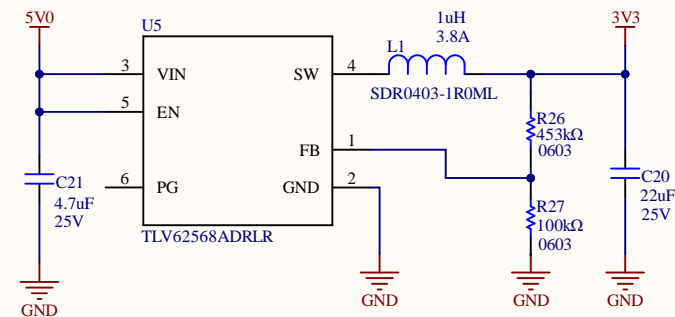 5V0
U5
1uH
3.8A
3V3
L1
3
VIN
SW
4
5
EN
SDR0403-1R0ML
R26
453kΩ
0603
FB
1
6
PG
GND
2
C21
4.7uF
25V
C20
22uF
25V
R27
100kΩ
0603
TLV62568ADRLR
GND
GND
GND
GND